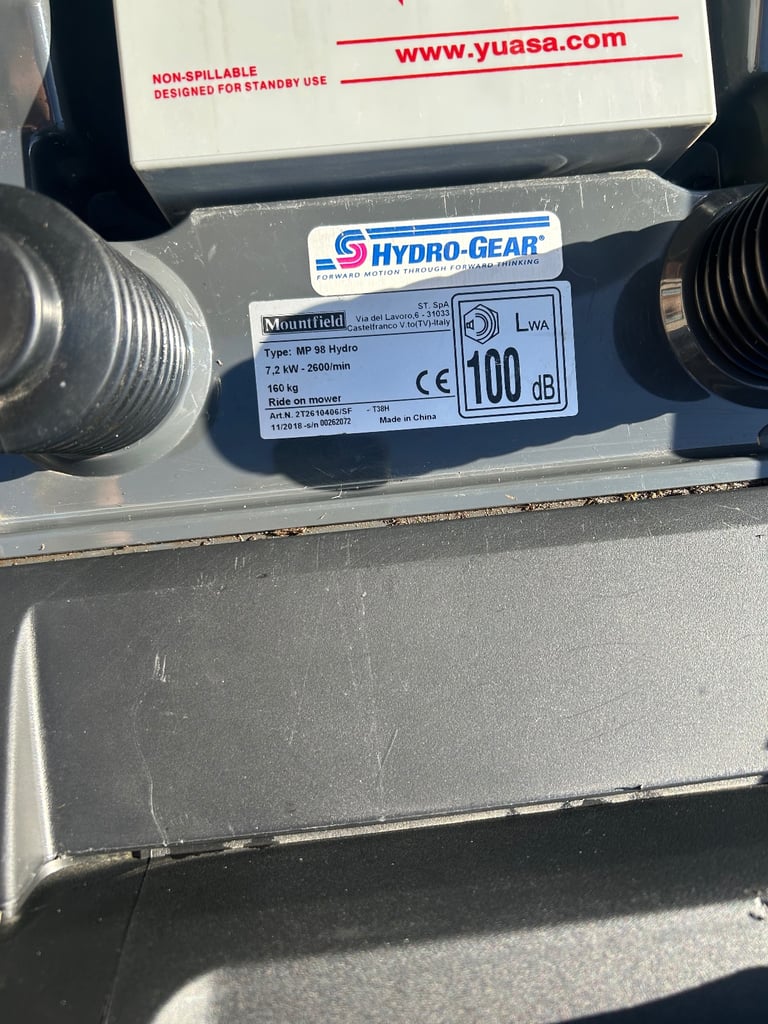 www.yuasa.com
NON-SPILLABLE
DESIGNED FOR STANDBY USE
HYDRO-GEAR®
FORWARD MOTION THROUGH FORWARD THINKING
Mountfield
ST. SpA
Via del Lavoro,6 - 31033
Castelfranco V.to(TV)-Italy
Type: MP 98 Hydro
7,2 kW - 2600/min
160 kg
Ride on mower
CE
Art.N. 2T2610406/SF - T38H
11/2018 -s/n 00262072
Made in China
LWA
100 dB